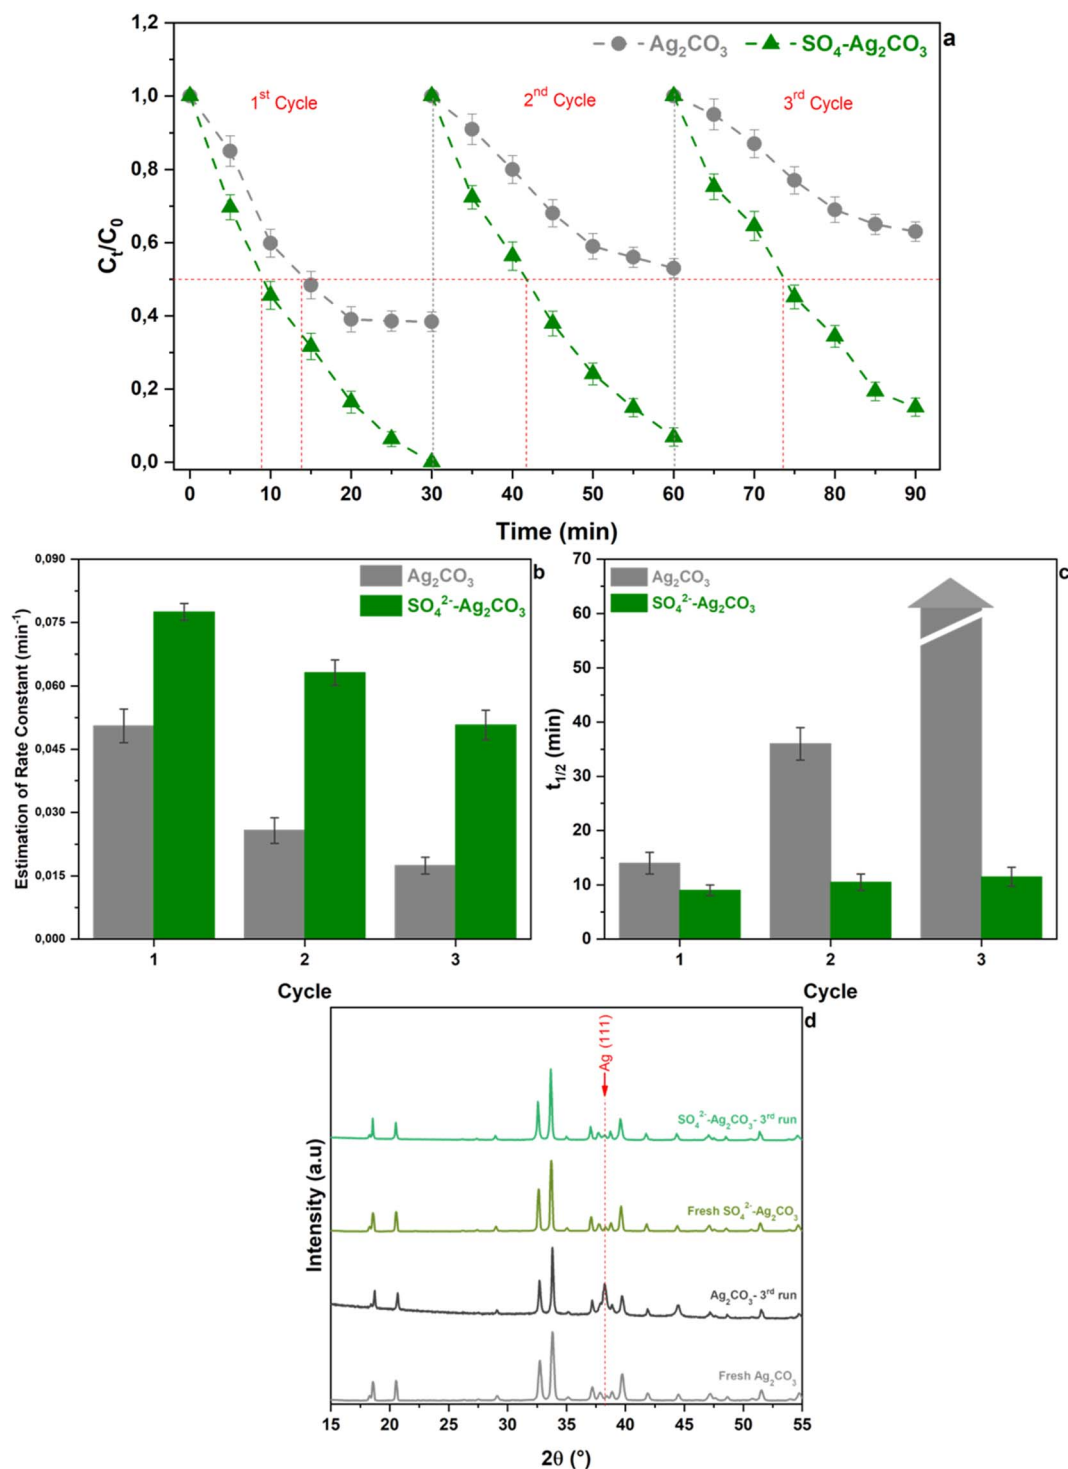 1,2
1,0
0,8
0,6
0,4
0,2
0,0
Cₜ/C₀
Ag₂CO₃
SO₄-Ag₂CO₃
a
1ˢᵗ Cycle
2ⁿᵈ Cycle
3ʳᵈ Cycle
0 10 20 30 40 50 60 70 80 90
Time (min)
0,090
0,075
0,060
0,045
0,030
0,015
0,000
Estimation of Rate Constant (min⁻¹)
Ag₂CO₃
SO₄²⁻-Ag₂CO₃
b
1 2 3
Cycle
70
60
50
40
30
20
10
0
t₁/₂ (min)
Ag₂CO₃
SO₄²⁻-Ag₂CO₃
c
1 2 3
Cycle
d
Ag (111)
Intensity (a.u)
SO₄²⁻-Ag₂CO₃- 3ʳᵈ run
Fresh SO₄²⁻-Ag₂CO₃
Ag₂CO₃- 3ʳᵈ run
Fresh Ag₂CO₃
15 20 25 30 35 40 45 50 55
2θ (°)